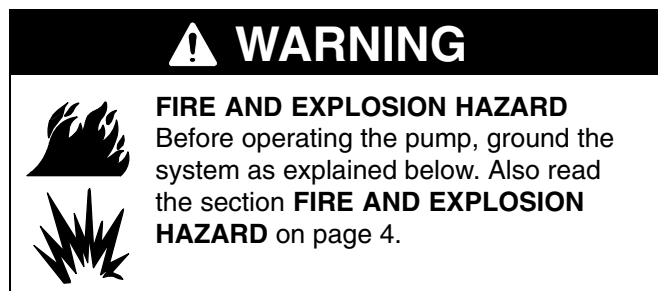 WARNING
FIRE AND EXPLOSION HAZARD
Before operating the pump, ground the
system as explained below. Also read
the section FIRE AND EXPLOSION
HAZARD on page 4.